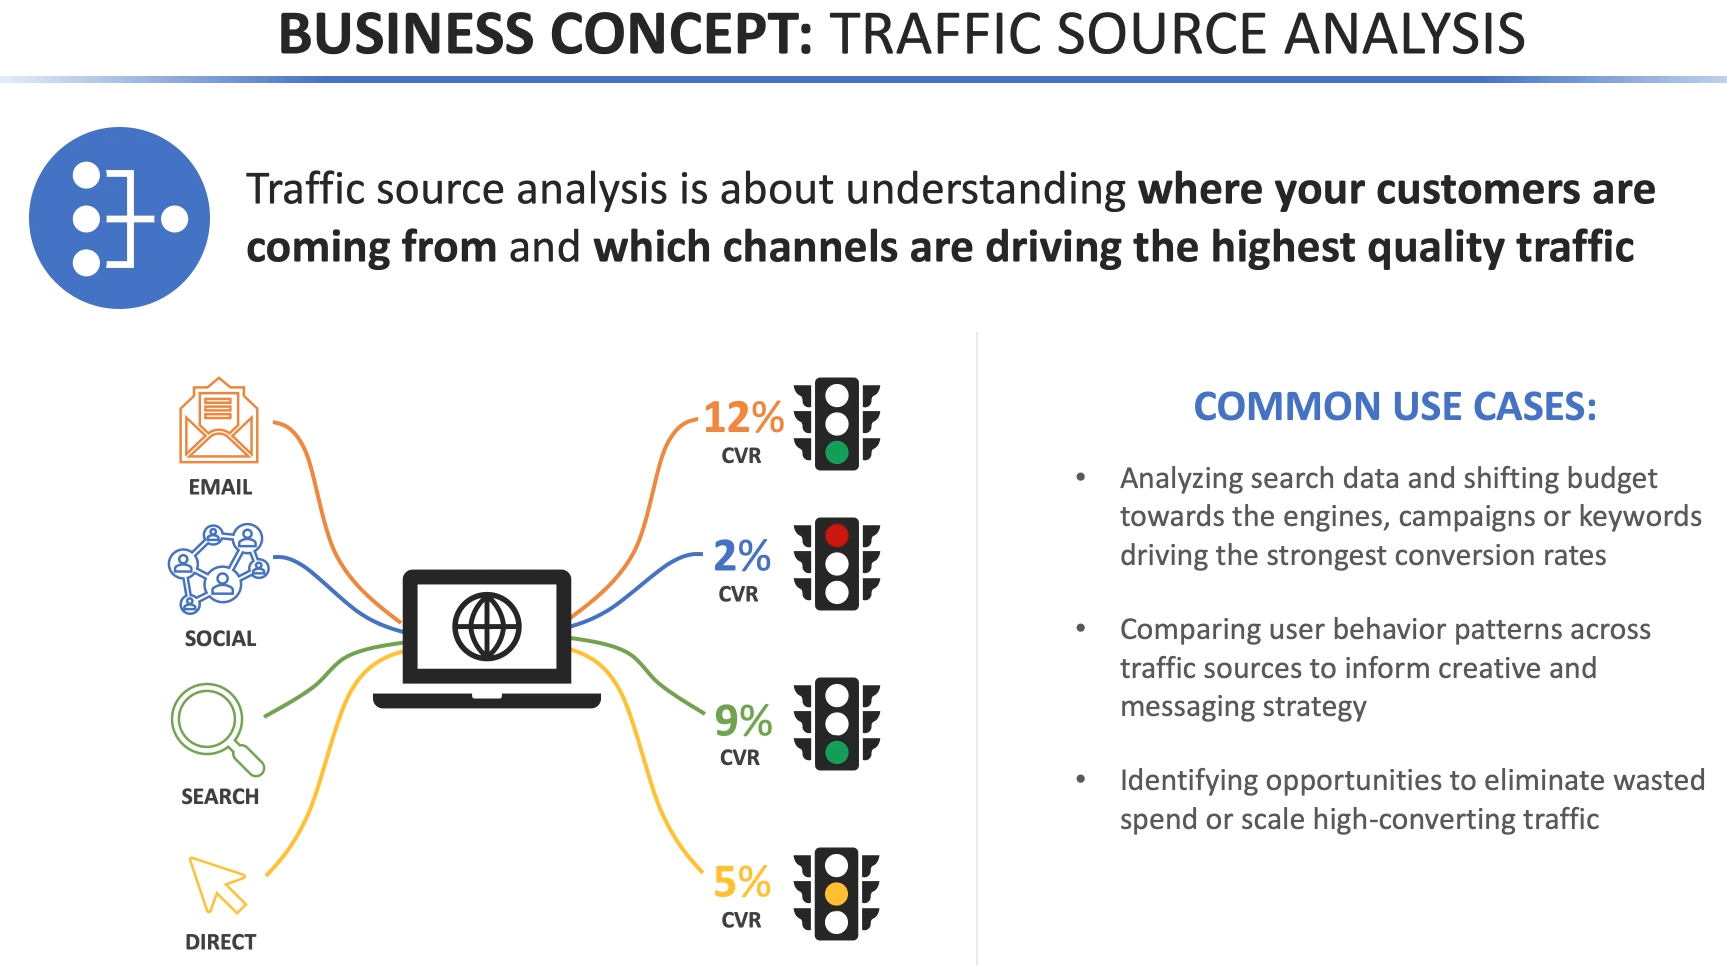 BUSINESS CONCEPT: TRAFFIC SOURCE ANALYSIS
Traffic source analysis is about understanding where your customers are
coming from and which channels are driving the highest quality traffic
EMAIL
SOCIAL
SEARCH
DIRECT
12%
CVR
2%
CVR
9%
CVR
5%
CVR
COMMON USE CASES:
• Analyzing search data and shifting budget
towards the engines, campaigns or keywords
driving the strongest conversion rates
• Comparing user behavior patterns across
traffic sources to inform creative and
messaging strategy
• Identifying opportunities to eliminate wasted
spend or scale high-converting traffic